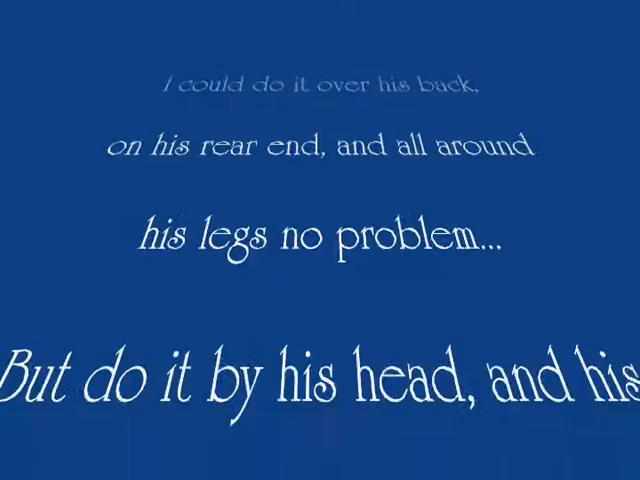 I could do it over his back,
on his rear end, and all around
his legs no problem...
But do it by his head, and his